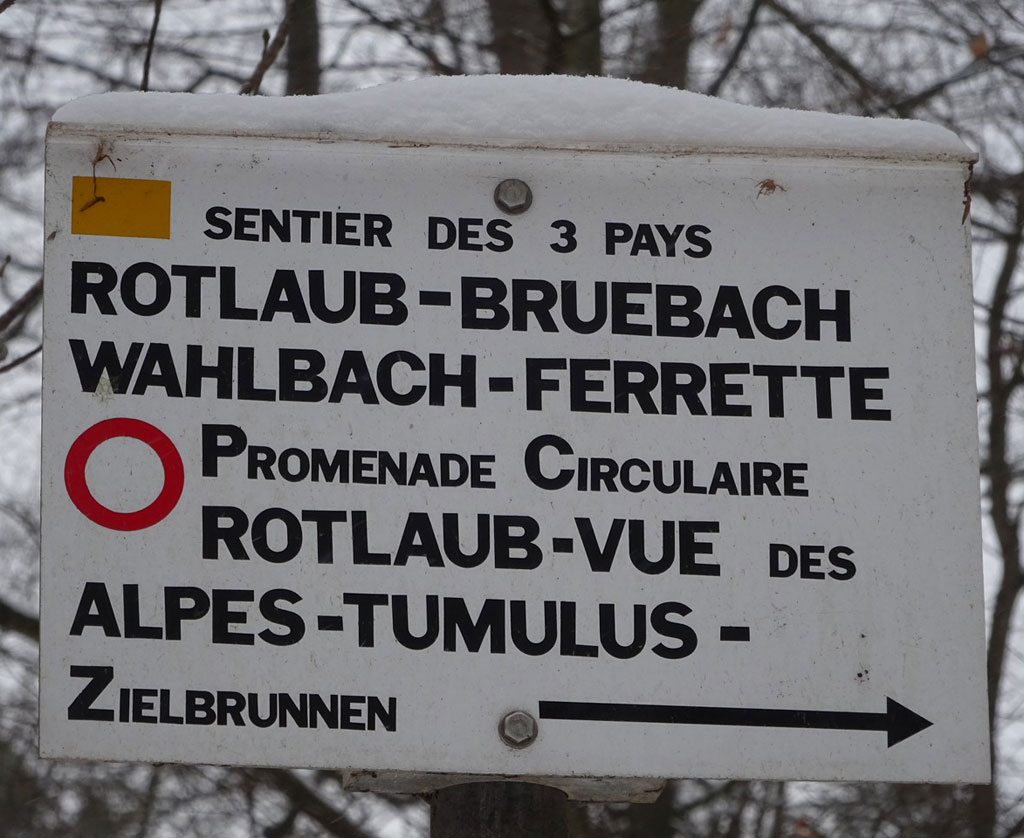 SENTIER DES 3 PAYS
ROTLAUB-BRUEBACH
WAHLBACH-FERRETTE
PROMENADE CIRCULAIRE
ROTLAUB-VUE DES
ALPES-TUMULUS-
ZIELBRUNNEN